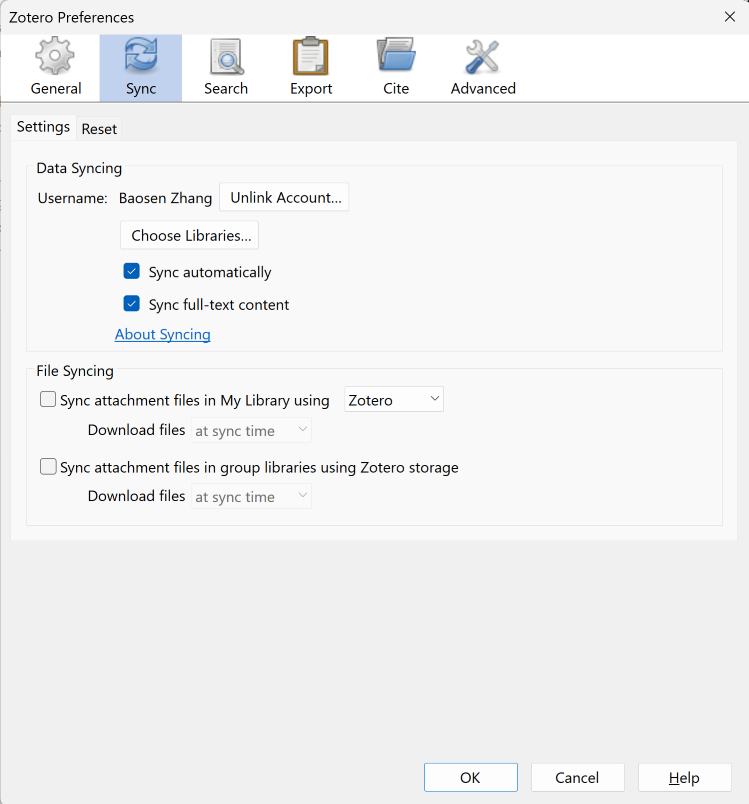 Zotero Preferences
General Sync Search Export Cite Advanced
Settings Reset
Data Syncing
Username: Baosen Zhang Unlink Account...
Choose Libraries...
Sync automatically
Sync full-text content
About Syncing
File Syncing
Sync attachment files in My Library using Zotero
Download files at sync time
Sync attachment files in group libraries using Zotero storage
Download files at sync time
OK Cancel Help